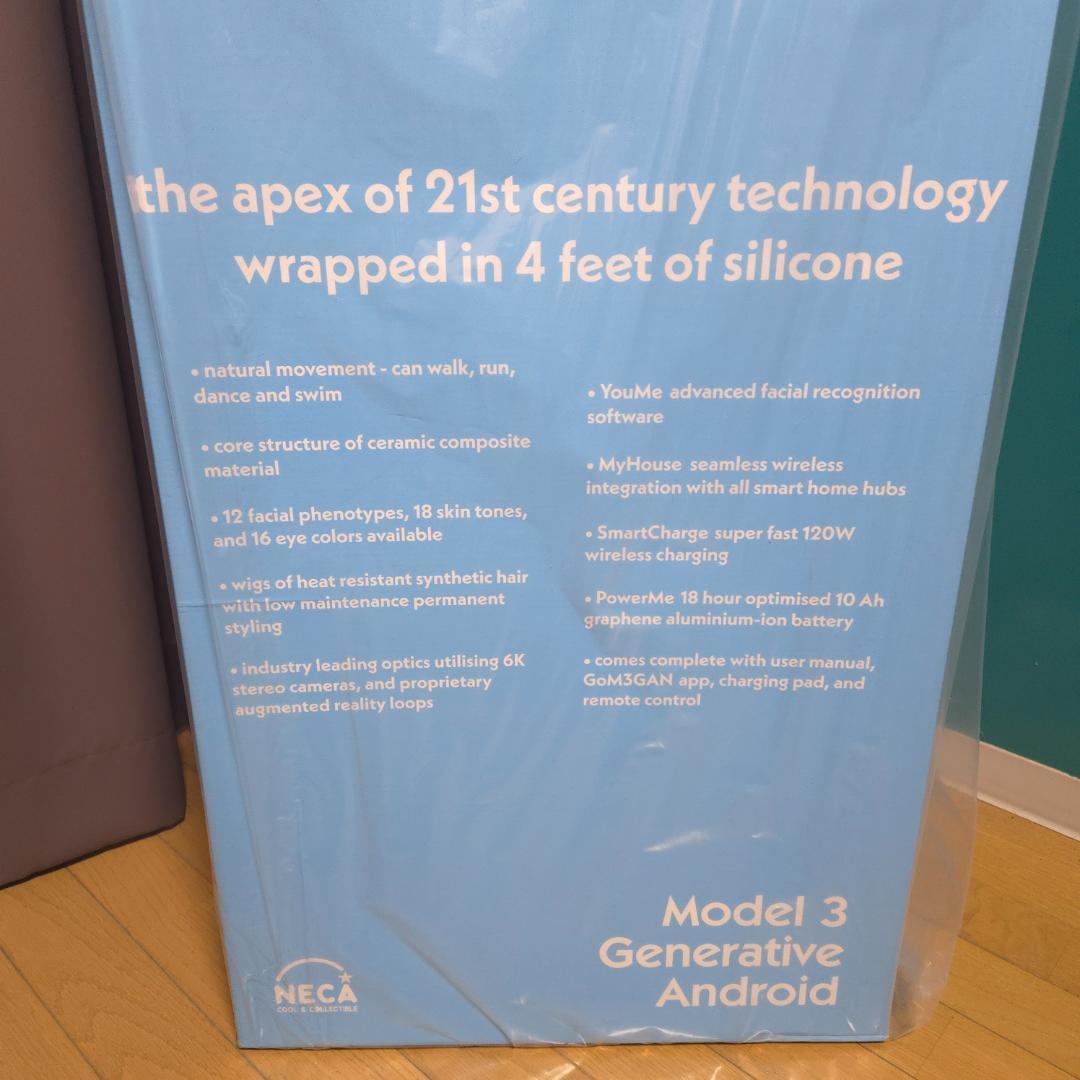 the apex of 21st century technology
wrapped in 4 feet of silicone
• natural movement - can walk, run,
dance and swim
• core structure of ceramic composite
material
• 12 facial phenotypes, 18 skin tones,
and 16 eye colors available
• wigs of heat resistant synthetic hair
with low maintenance permanent
styling
• industry leading optics utilising 6K
stereo cameras, and proprietary
augmented reality loops
• YouMe advanced facial recognition
software
• MyHouse seamless wireless
integration with all smart home hubs
• SmartCharge super fast 120W
wireless charging
• PowerMe 18 hour optimised 10 Ah
graphene aluminium-ion battery
• comes complete with user manual,
GoM3GAN app, charging pad, and
remote control
Model 3
Generative
Android
NECA
COOL & COLLECTIBLE